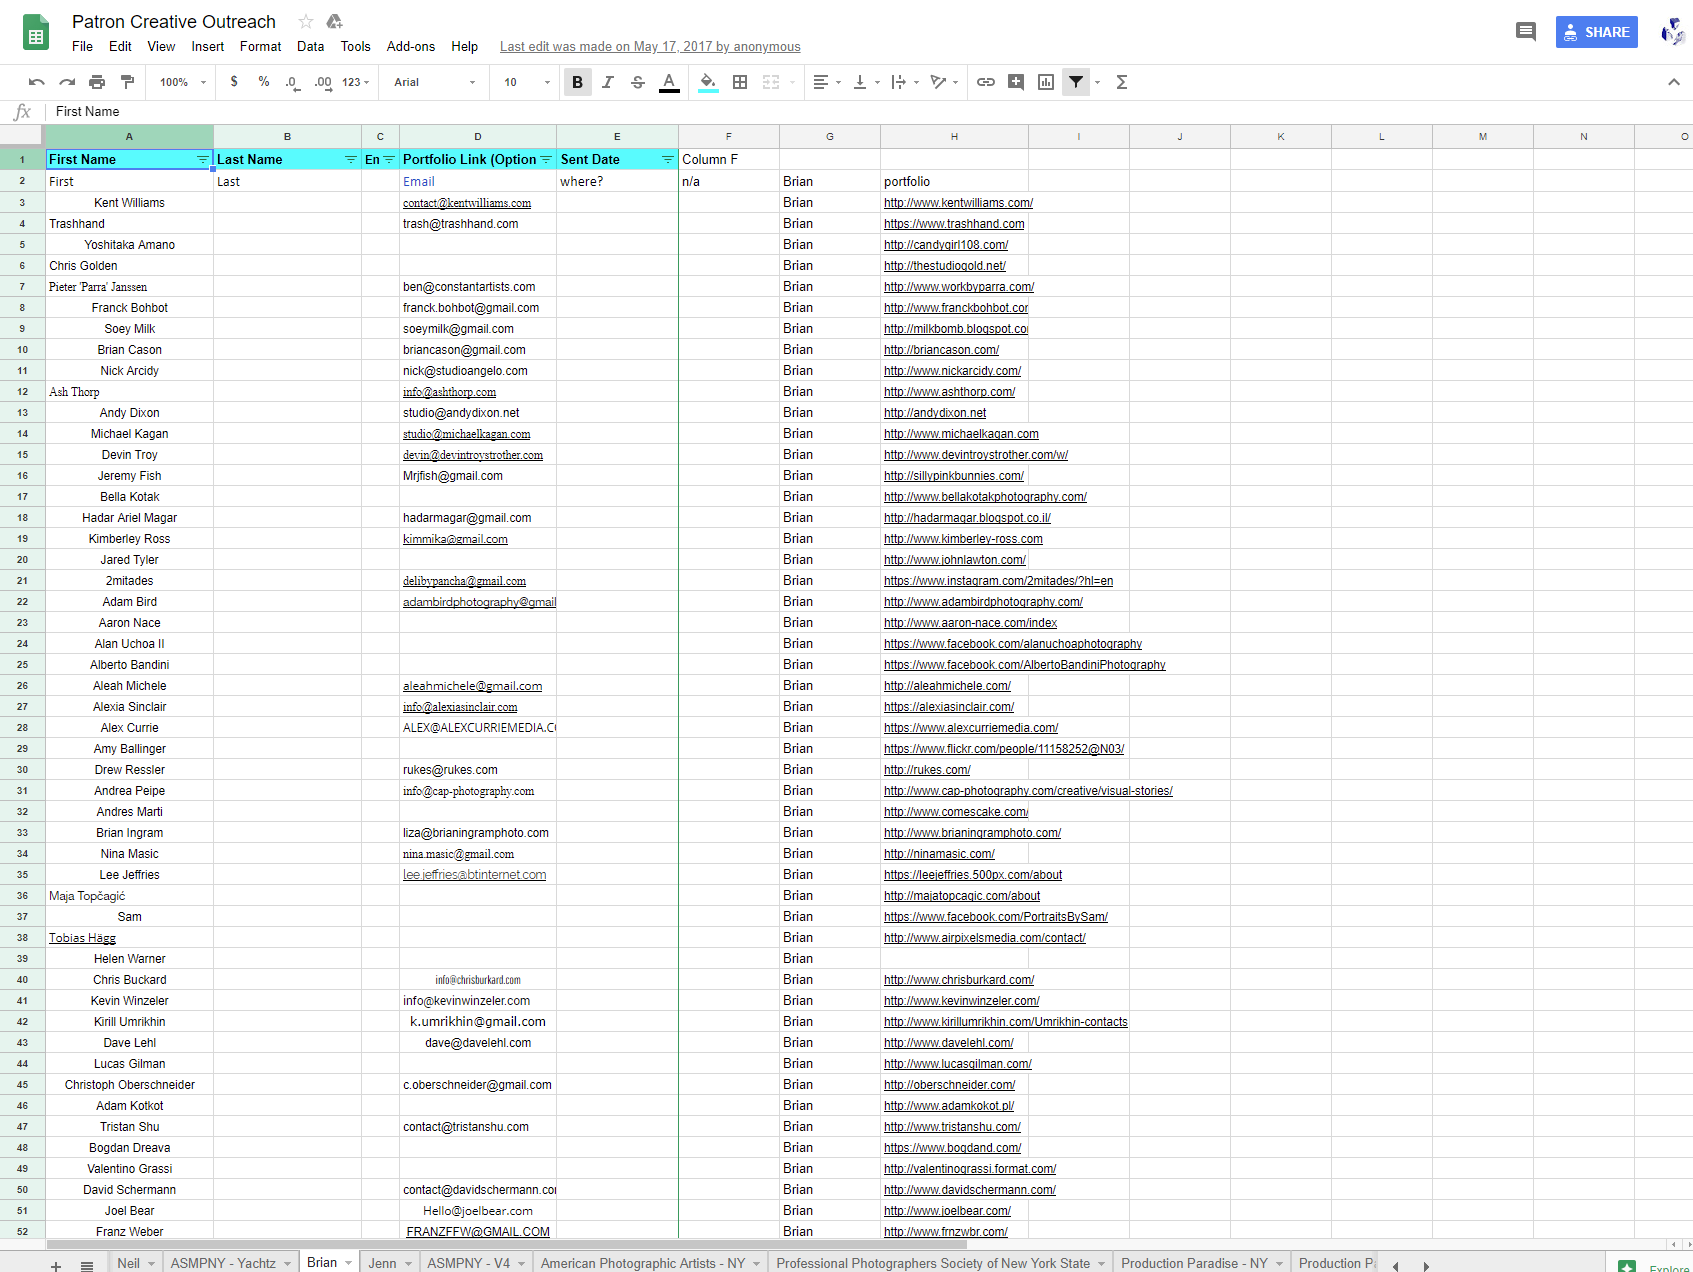 Patron Creative Outreach
File Edit View Insert Format Data Tools Add-ons Help Last edit was made on May 17, 2017 by anonymous
SHARE
100% $ % .0 .00 123 Arial 10 B I S A Σ
fx First Name
A B C D E F G H I J K L M N O
1 First Name Last Name En Portfolio Link (Option Sent Date Column F
2 First Last Email where? n/a Brian portfolio
3 Kent Williams contact@kentwilliams.com Brian http://www.kentwilliams.com/
4 Trashhand trash@trashhand.com Brian https://www.trashhand.com
5 Yoshitaka Amano Brian http://candygirl108.com/
6 Chris Golden Brian http://thestudiogold.net/
7 Pieter 'Parra' Janssen ben@constantartists.com Brian http://www.workbyparra.com/
8 Franck Bohbot franck.bohbot@gmail.com Brian http://www.franckbohbot.cor
9 Soey Milk soeymilk@gmail.com Brian http://milkbomb.blogspot.co
10 Brian Cason briancason@gmail.com Brian http://briancason.com/
11 Nick Arcidy nick@studioangelo.com Brian http://www.nickarcidy.com/
12 Ash Thorp info@ashthorp.com Brian http://www.ashthorp.com/
13 Andy Dixon studio@andydixon.net Brian http://andydixon.net
14 Michael Kagan studio@michaelkagan.com Brian http://www.michaelkagan.com
15 Devin Troy devin@devintroystrother.com Brian http://www.devintroystrother.com/w/
16 Jeremy Fish Mrjfish@gmail.com Brian http://sillypinkbunnies.com/
17 Bella Kotak Brian http://www.bellakotakphotography.com/
18 Hadar Ariel Magar hadarmagar@gmail.com Brian http://hadarmagar.blogspot.co.il/
19 Kimberley Ross kimmika@gmail.com Brian http://www.kimberley-ross.com
20 Jared Tyler Brian http://www.johnlawton.com/
21 2mitades delibypancha@gmail.com Brian https://www.instagram.com/2mitades/?hl=en
22 Adam Bird adambirdphotography@gmail Brian http://www.adambirdphotography.com/
23 Aaron Nace Brian http://www.aaron-nace.com/index
24 Alan Uchoa II Brian https://www.facebook.com/alanuchoaphotography
25 Alberto Bandini Brian https://www.facebook.com/AlbertoBandiniPhotography
26 Aleah Michele aleahmichele@gmail.com Brian http://aleahmichele.com/
27 Alexia Sinclair info@alexiasinclair.com Brian https://alexiasinclair.com/
28 Alex Currie ALEX@ALEXCURRIEMEDIA.C Brian https://www.alexcurriemedia.com/
29 Amy Ballinger Brian https://www.flickr.com/people/11158252@N03/
30 Drew Ressler rukes@rukes.com Brian http://rukes.com/
31 Andrea Peipe info@cap-photography.com Brian http://www.cap-photography.com/creative/visual-stories/
32 Andres Marti Brian http://www.comescake.com/
33 Brian Ingram liza@brianingramphoto.com Brian http://www.brianingramphoto.com/
34 Nina Masic nina.masic@gmail.com Brian http://ninamasic.com/
35 Lee Jeffries lee.jeffries@btinternet.com Brian https://leejeffries.500px.com/about
36 Maja Topčagić Brian http://majatopcagic.com/about
37 Sam Brian https://www.facebook.com/PortraitsBySam/
38 Tobias Hägg Brian http://www.airpixelsmedia.com/contact/
39 Helen Warner Brian
40 Chris Buckard info@chrisburkard.com Brian http://www.chrisburkard.com/
41 Kevin Winzeler info@kevinwinzeler.com Brian http://www.kevinwinzeler.com/
42 Kirill Umrikhin k.umrikhin@gmail.com Brian http://www.kirillumrikhin.com/Umrikhin-contacts
43 Dave Lehl dave@davelehl.com Brian http://www.davelehl.com/
44 Lucas Gilman Brian http://www.lucasgilman.com/
45 Christoph Oberschneider c.oberschneider@gmail.com Brian http://oberschneider.com/
46 Adam Kotkot Brian http://www.adamkokot.pl/
47 Tristan Shu contact@tristanshu.com Brian http://www.tristanshu.com/
48 Bogdan Dreava Brian https://www.bogdand.com/
49 Valentino Grassi Brian http://valentinograssi.format.com/
50 David Schermann contact@davidschermann.cor Brian http://www.davidschermann.com/
51 Joel Bear Hello@joelbear.com Brian http://www.joelbear.com/
52 Franz Weber FRANZFFW@GMAIL.COM Brian http://www.frnzwbr.com/
Neil ASMPNY - Yachtz Brian Jenn ASMPNY - V4 American Photographic Artists - NY Professional Photographers Society of New York State Production Paradise - NY Production P Explore